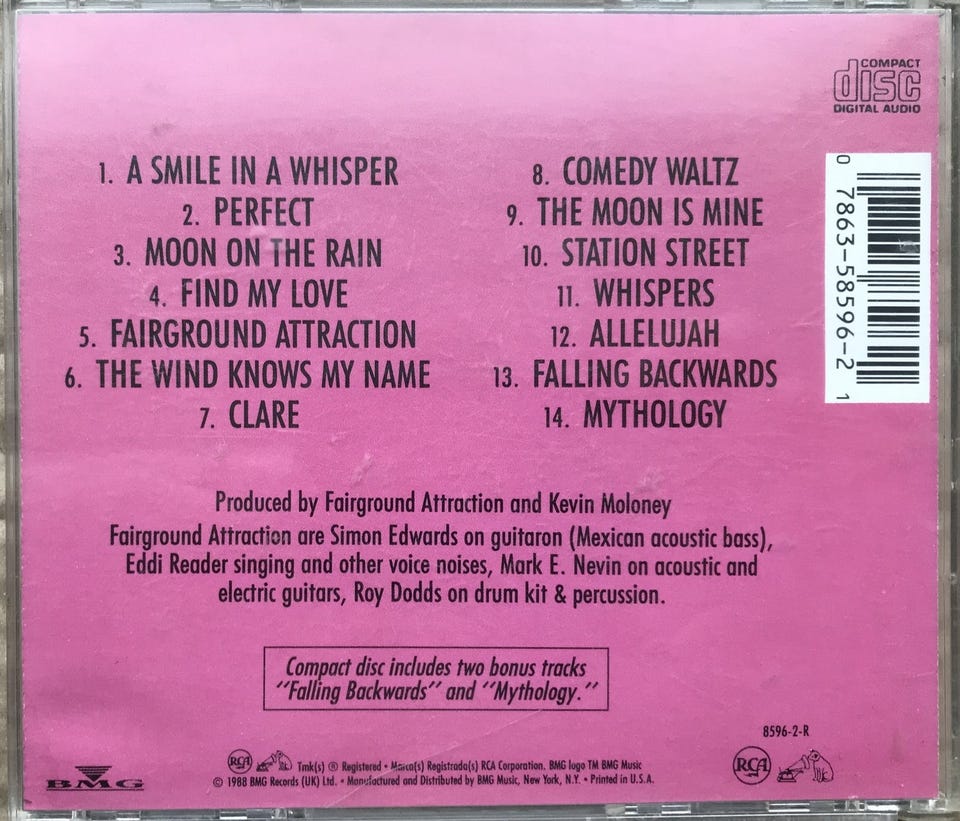 COMPACT
disc
DIGITAL AUDIO
1. A SMILE IN A WHISPER
2. PERFECT
3. MOON ON THE RAIN
4. FIND MY LOVE
5. FAIRGROUND ATTRACTION
6. THE WIND KNOWS MY NAME
7. CLARE
8. COMEDY WALTZ
9. THE MOON IS MINE
10. STATION STREET
11. WHISPERS
12. ALLELUJAH
13. FALLING BACKWARDS
14. MYTHOLOGY
0 7863-58596-2 1
Produced by Fairground Attraction and Kevin Moloney
Fairground Attraction are Simon Edwards on guitaron (Mexican acoustic bass),
Eddi Reader singing and other voice noises, Mark E. Nevin on acoustic and
electric guitars, Roy Dodds on drum kit & percussion.
Compact disc includes two bonus tracks
"Falling Backwards" and "Mythology."
8596-2-R
BMG
RCA Tmk(s) ® Registered • Marca(s) Registrada(s) RCA Corporation. BMG logo TM BMG Music
© 1988 BMG Records (UK) Ltd. • Manufactured and Distributed by BMG Music, New York, N.Y. • Printed in U.S.A.
RCA